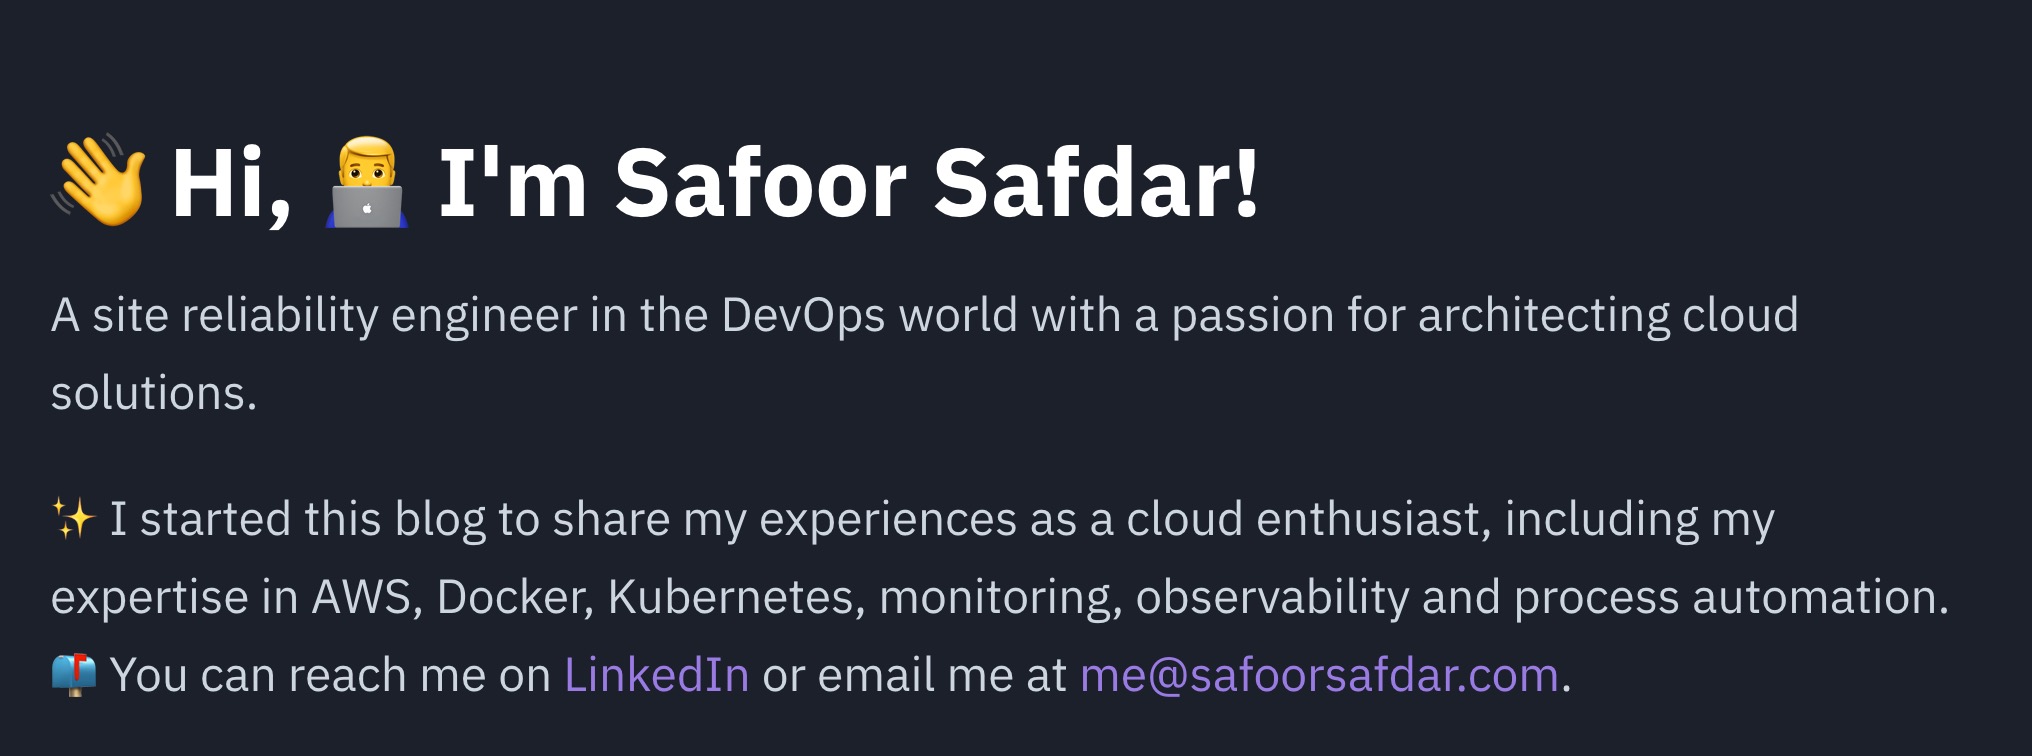 👋 Hi, 👨‍💻 I'm Safoor Safdar!
A site reliability engineer in the DevOps world with a passion for architecting cloud
solutions.
✨ I started this blog to share my experiences as a cloud enthusiast, including my
expertise in AWS, Docker, Kubernetes, monitoring, observability and process automation.
📬 You can reach me on LinkedIn or email me at me@safoorsafdar.com.